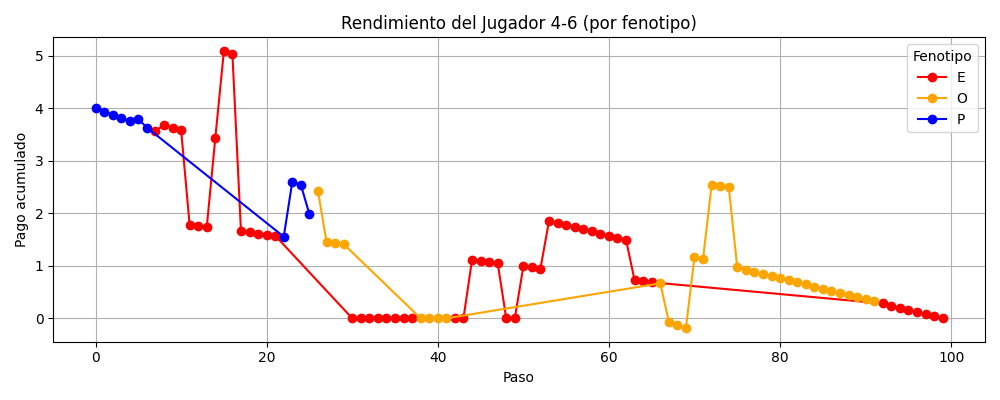 Rendimiento del Jugador 4-6 (por fenotipo)
Pago acumulado
5
4
3
2
1
0
0
20
40
60
80
100
Paso
Fenotipo
E
O
P